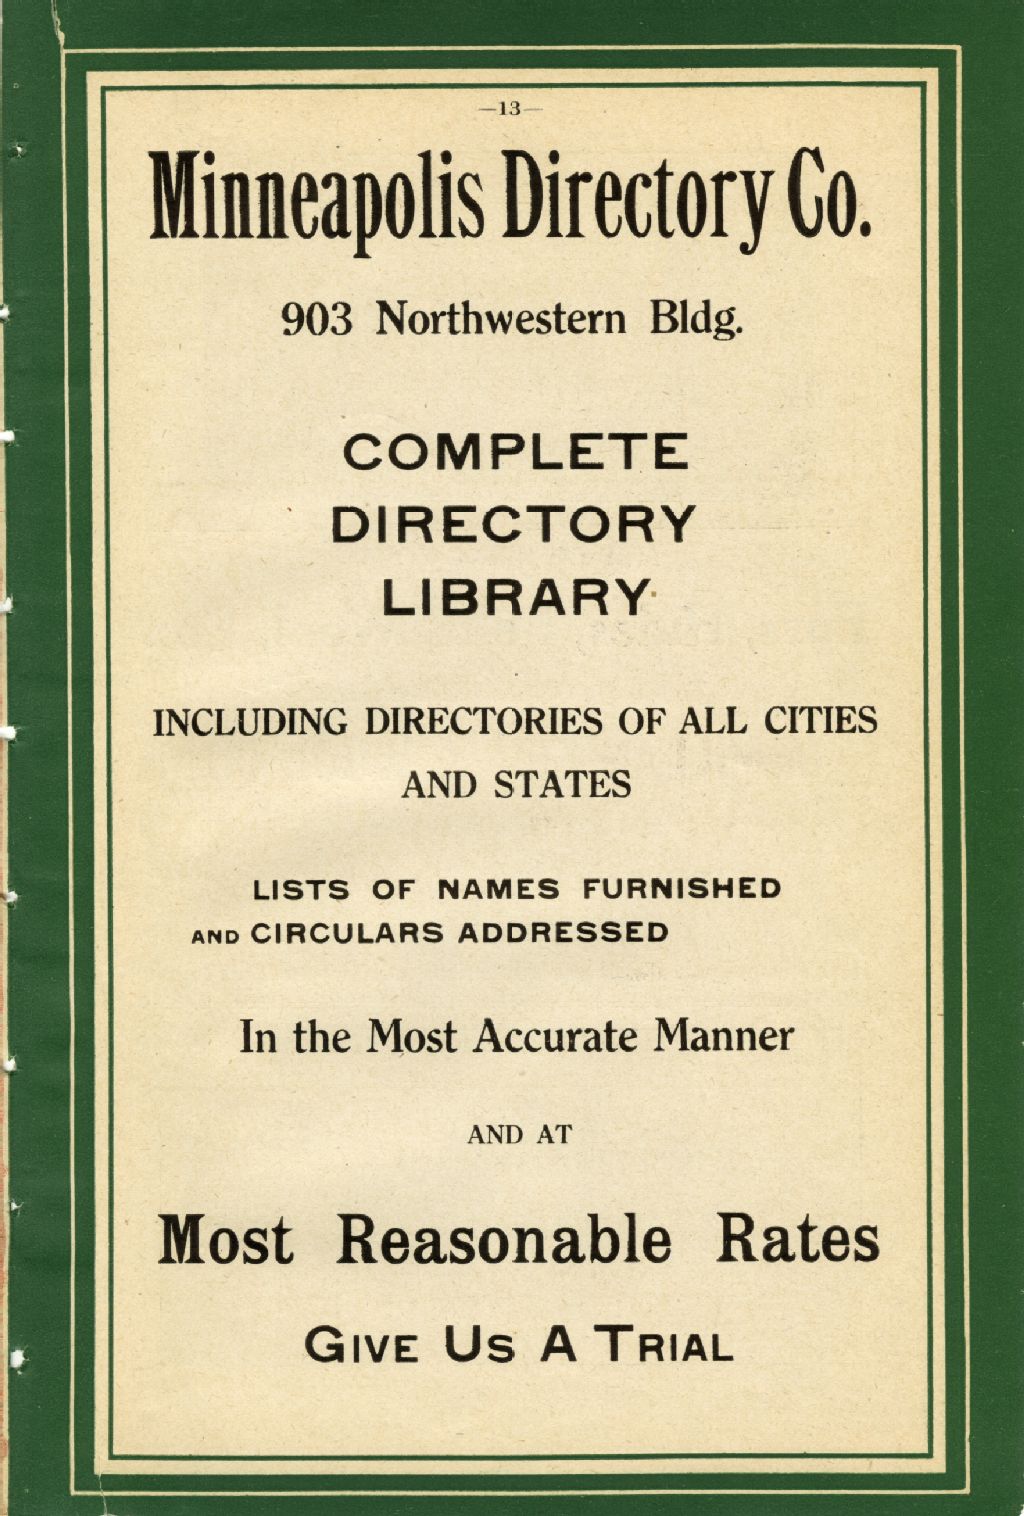 —13—
Minneapolis Directory Co.
903 Northwestern Bldg.
COMPLETE
DIRECTORY
LIBRARY
INCLUDING DIRECTORIES OF ALL CITIES
AND STATES
LISTS OF NAMES FURNISHED
AND CIRCULARS ADDRESSED
In the Most Accurate Manner
AND AT
Most Reasonable Rates
GIVE US A TRIAL